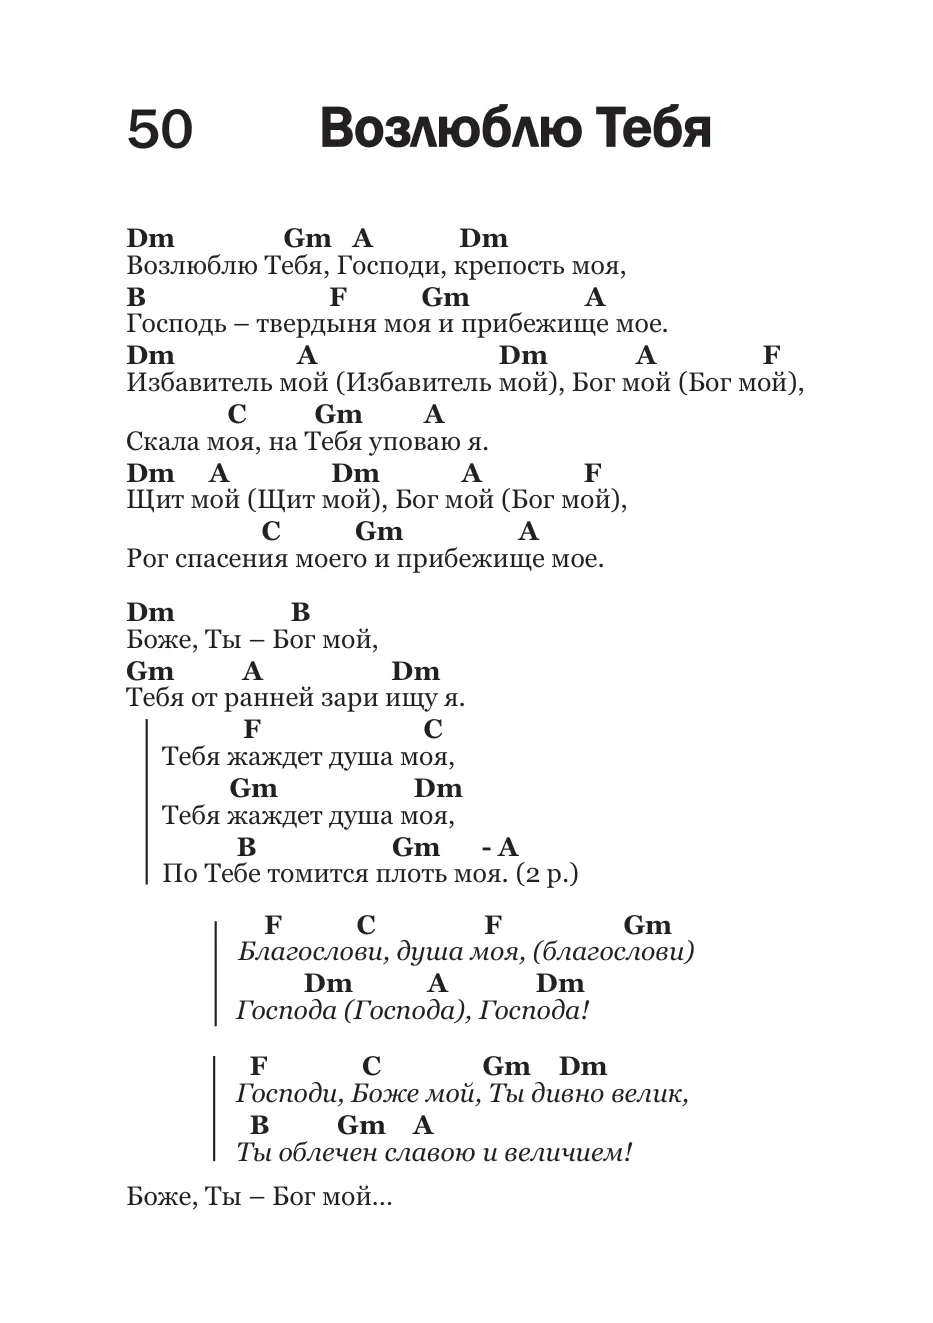 50 Возлюблю Тебя
Dm Gm A Dm
Возлюблю Тебя, Господи, крепость моя,
B F Gm A
Господь – твердыня моя и прибежище мое.
Dm A Dm A F
Избавитель мой (Избавитель мой), Бог мой (Бог мой),
C Gm A
Скала моя, на Тебя уповаю я.
Dm A Dm A F
Щит мой (Щит мой), Бог мой (Бог мой),
C Gm A
Рог спасения моего и прибежище мое.
Dm B
Боже, Ты – Бог мой,
Gm A Dm
Тебя от ранней зари ищу я.
F C
Тебя жаждет душа моя,
Gm Dm
Тебя жаждет душа моя,
B Gm - A
По Тебе томится плоть моя. (2 р.)
F C F Gm
Благослови, душа моя, (благослови)
Dm A Dm
Господа (Господа), Господа!
F C Gm Dm
Господи, Боже мой, Ты дивно велик,
B Gm A
Ты облечен славою и величием!
Боже, Ты – Бог мой...